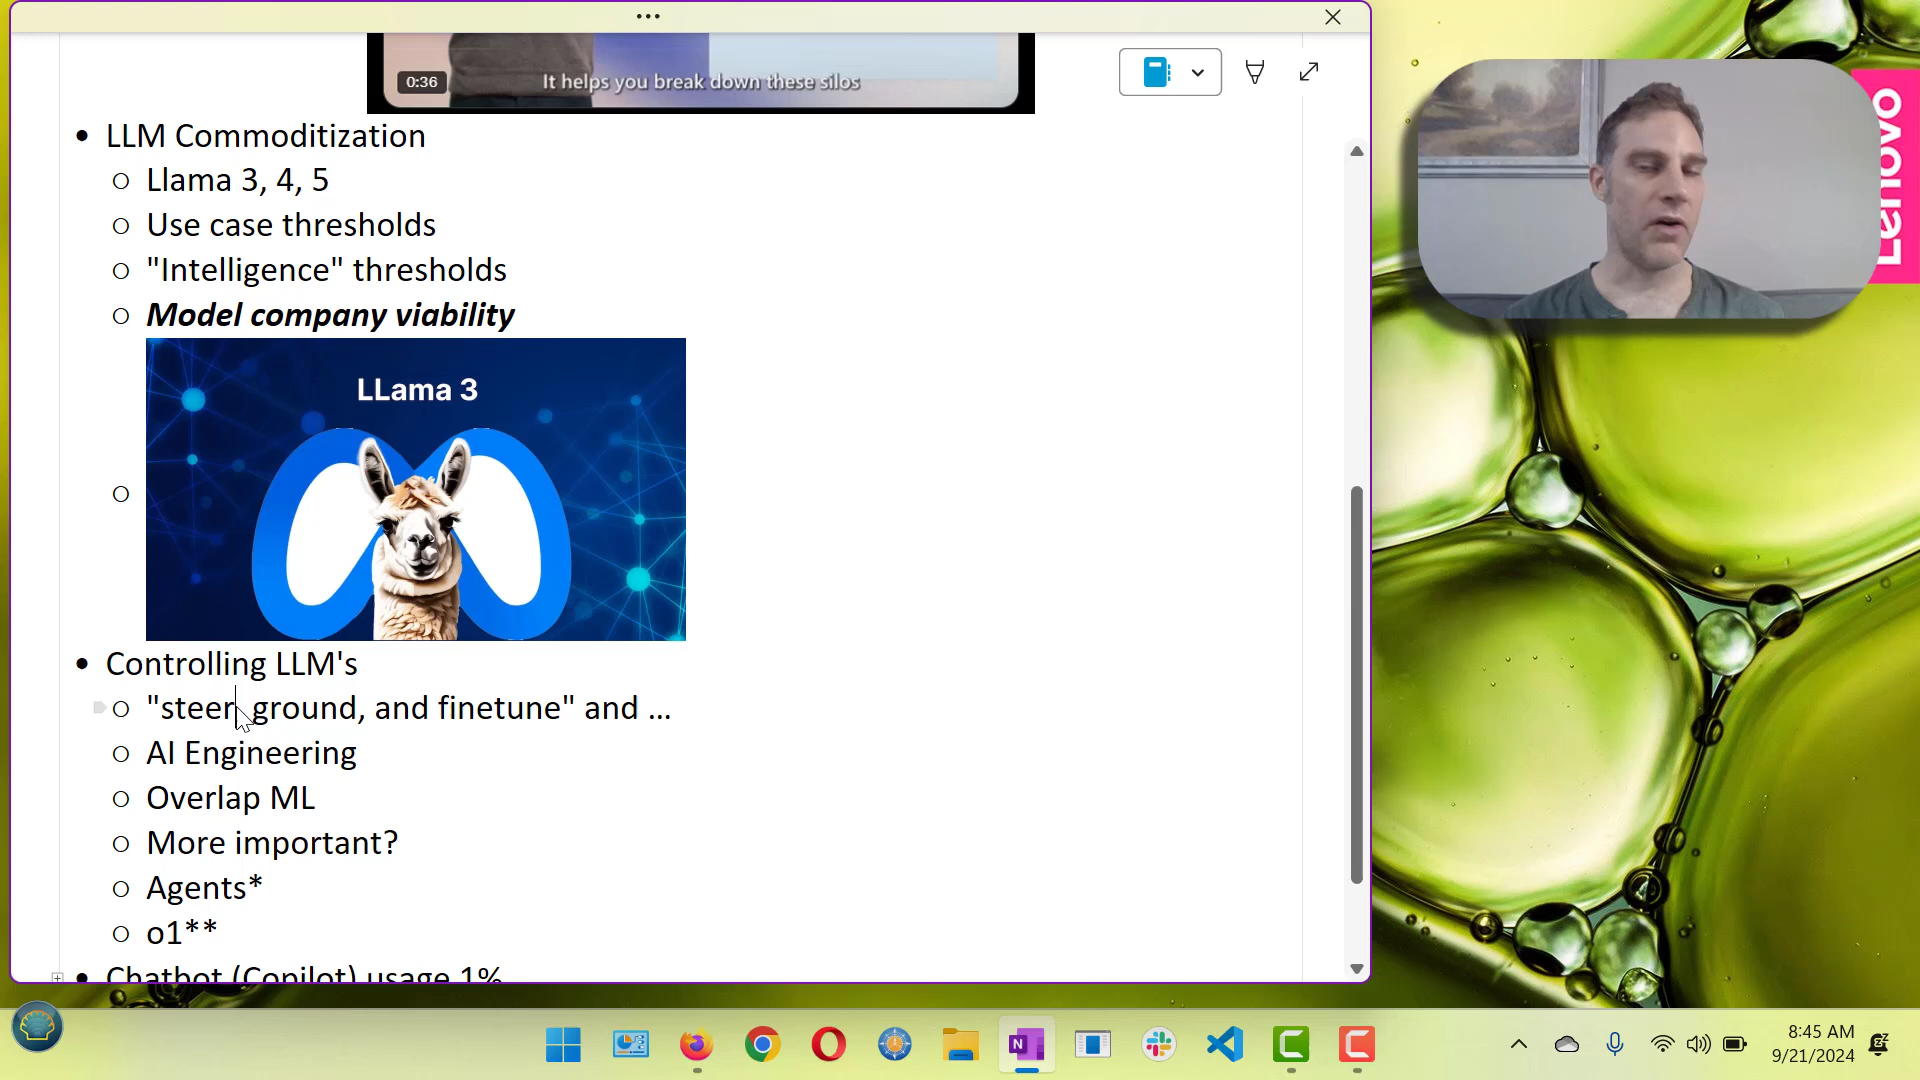 0:36
It helps you break down these silos
• LLM Commoditization
Llama 3, 4, 5
Use case thresholds
"Intelligence" thresholds
Model company viability
LLama 3
• Controlling LLM's
"steer, ground, and finetune" and ...
AI Engineering
Overlap ML
More important?
Agents*
o1**
• Chatbot (Copilot) usage 1%
Lenovo
N
8:45 AM
9/21/2024